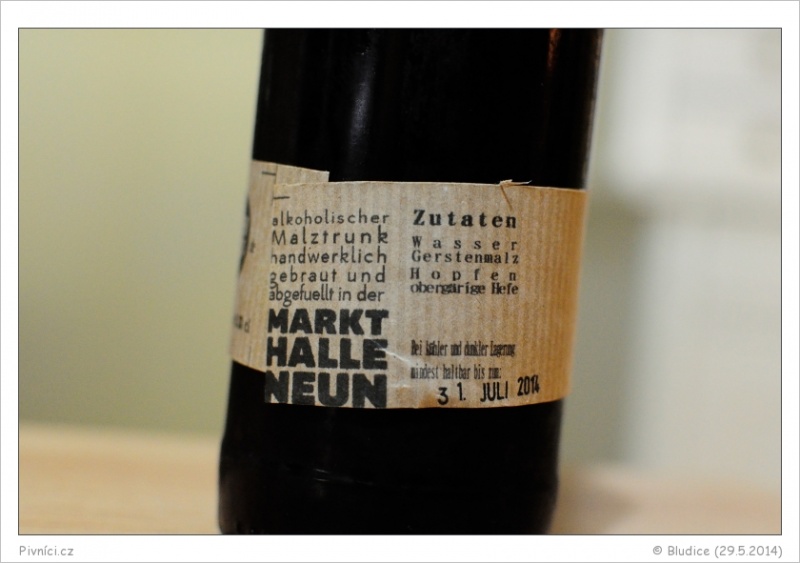 alkoholischer
Malztrunk
handwerklich
gebraut und
abgefuellt in der
MARKT
HALLE
NEUN
Zutaten
Wasser
Gerstenmalz
Hopfen
obergärige Hefe
Bei kühler und dunkler Lagerung
mindest haltbar bis zum:
31. JULI 2014
Pivníci.cz
© Bludice (29.5.2014)